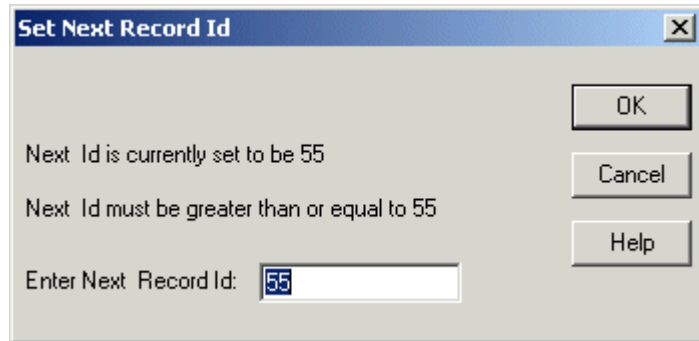 Set Next Record Id
OK
Next Id is currently set to be 55
Cancel
Next Id must be greater than or equal to 55
Help
Enter Next Record Id: 55